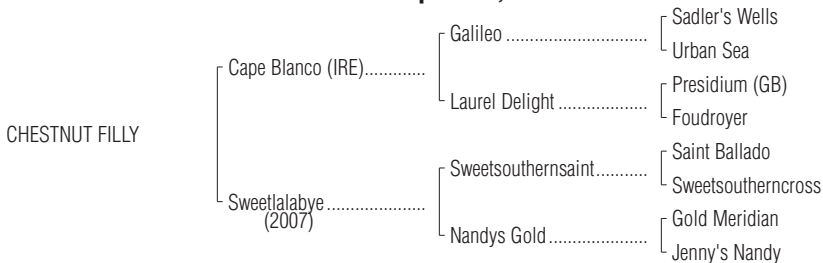 Sadler's Wells
Galileo ................................
Urban Sea
Cape Blanco (IRE).............
Presidium (GB)
Laurel Delight ....................
Foudroyer
CHESTNUT FILLY
Saint Ballado
Sweetsouthernsaint...........
Sweetsoutherncross
Sweetlalabye ....................
(2007)
Gold Meridian
Nandys Gold ......................
Jenny's Nandy